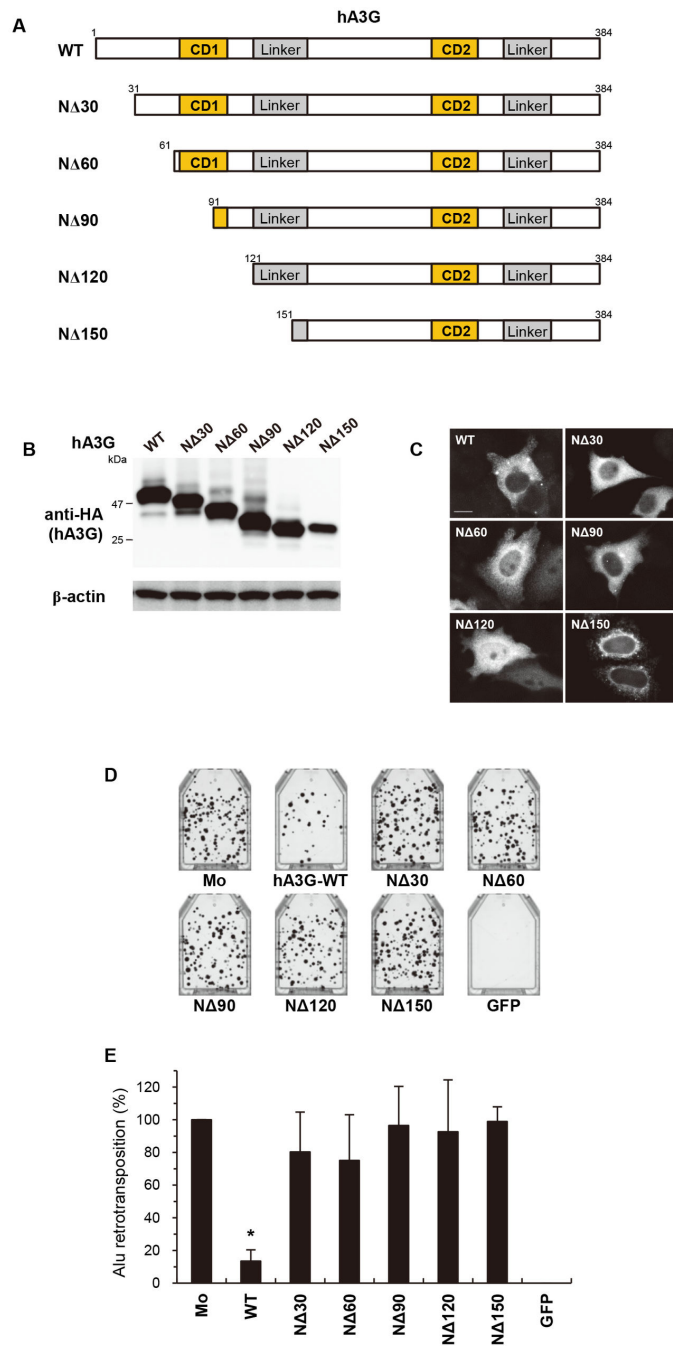 A
hA3G
1 384
WT CD1 Linker CD2 Linker
31 384
NΔ30 CD1 Linker CD2 Linker
61 384
NΔ60 CD1 Linker CD2 Linker
91 384
NΔ90 Linker CD2 Linker
121 384
NΔ120 Linker CD2 Linker
151 384
NΔ150 CD2 Linker
B
hA3G WT NΔ30 NΔ60 NΔ90 NΔ120 NΔ150
kDa
47
anti-HA
(hA3G)
25
β-actin
C
WT NΔ30
NΔ60 NΔ90
NΔ120 NΔ150
D
Mo hA3G-WT NΔ30 NΔ60
NΔ90 NΔ120 NΔ150 GFP
E
Alu retrotransposition (%)
120
100
80
60
40
20
0
*
Mo WT NΔ30 NΔ60 NΔ90 NΔ120 NΔ150 GFP